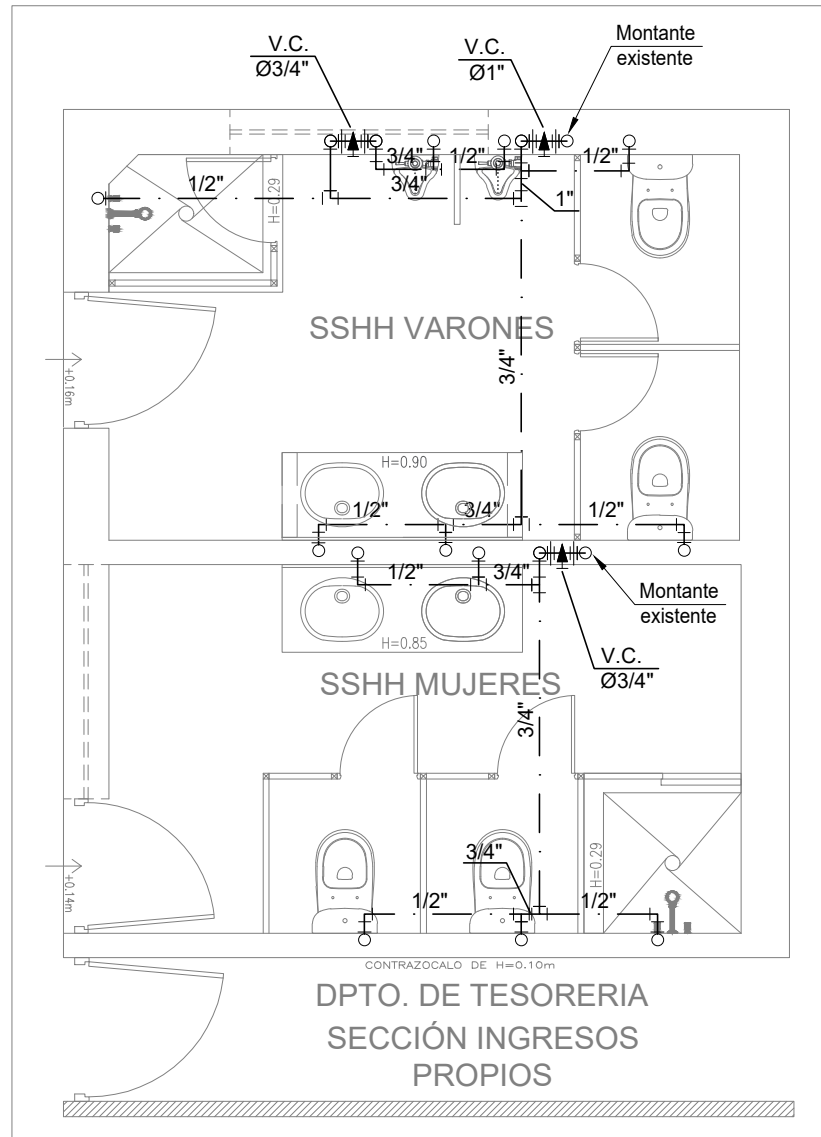 V.C.
Ø3/4"
V.C.
Ø1"
Montante
existente
3/4"
1/2"
1/2"
1/2"
3/4"
1"
H=0.29
SSHH VARONES
+0.16m
3/4"
H=0.90
1/2"
3/4"
1/2"
1/2"
3/4"
Montante
existente
H=0.85
V.C.
Ø3/4"
SSHH MUJERES
3/4"
3/4"
H=0.29
+0.14m
1/2"
1/2"
CONTRAZOCALO DE H=0.10m
DPTO. DE TESORERIA
SECCIÓN INGRESOS
PROPIOS